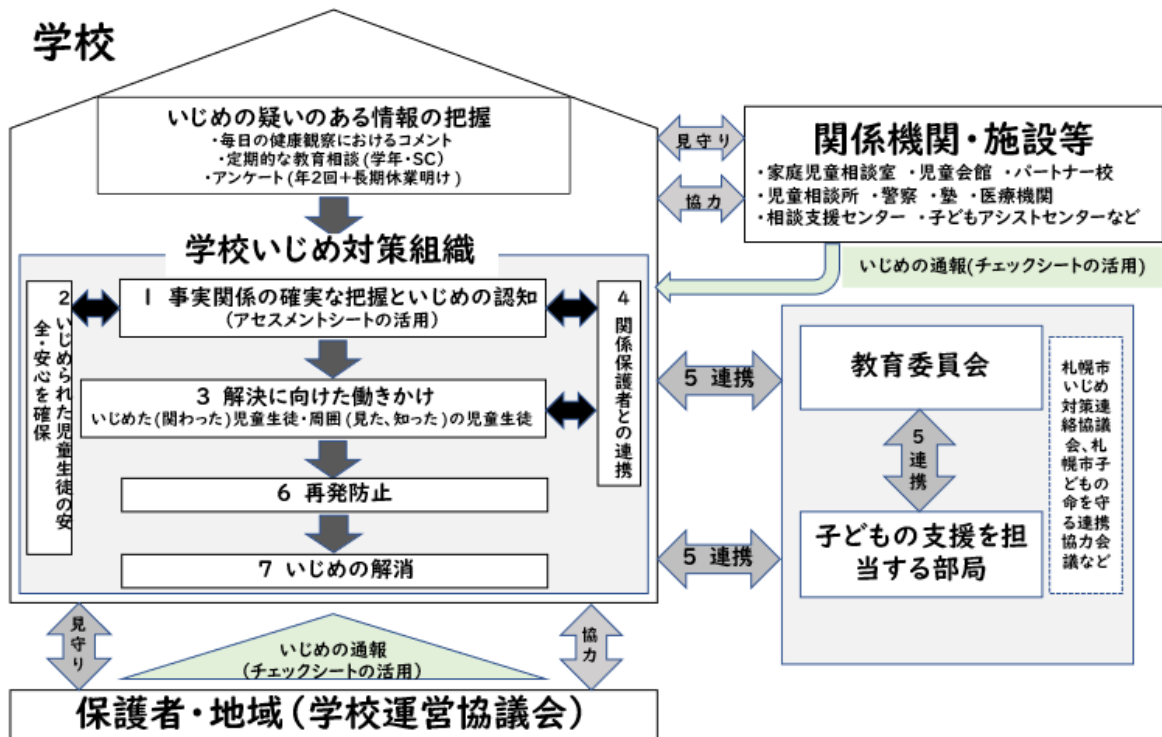 学校
いじめの疑いのある情報の把握
・毎日の健康観察におけるコメント
・定期的な教育相談(学年・SC)
・アンケート(年2回+長期休業明け)
学校いじめ対策組織
1 事実関係の確実な把握といじめの認知
(アセスメントシートの活用)
2 いじめられた児童生徒の安
全・安心を確保
4 関係保護者との連携
3 解決に向けた働きかけ
いじめた(関わった)児童生徒・周囲(見た、知った)の児童生徒
6 再発防止
7 いじめの解消
見守り
協力
関係機関・施設等
・家庭児童相談室 ・児童会館 ・パートナー校
・児童相談所 ・警察 ・塾 ・医療機関
・相談支援センター ・子どもアシストセンターなど
いじめの通報(チェックシートの活用)
5 連携
教育委員会
5 連携
子どもの支援を担
当する部局
5 連携
札幌市
いじめ
対策連
絡協議
会、札
幌市子
どもの
命を守
る連携
協力会
議など
見守り
いじめの通報
(チェックシートの活用)
協力
保護者・地域(学校運営協議会)